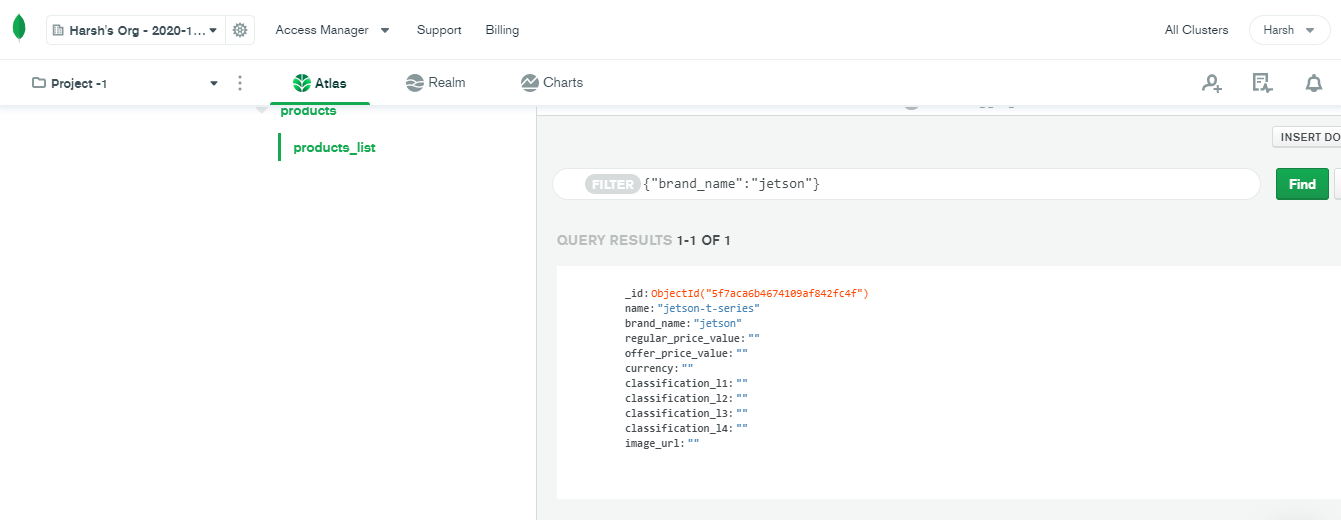 Harsh's Org - 2020-1... Access Manager Support Billing All Clusters Harsh
Project -1 Atlas Realm Charts
products
products_list
INSERT DO
FILTER {"brand_name":"jetson"} Find
QUERY RESULTS 1-1 OF 1
_id: ObjectId("5f7aca6b4674109af842fc4f")
name: "jetson-t-series"
brand_name: "jetson"
regular_price_value: ""
offer_price_value: ""
currency: ""
classification_l1: ""
classification_l2: ""
classification_l3: ""
classification_l4: ""
image_url: ""